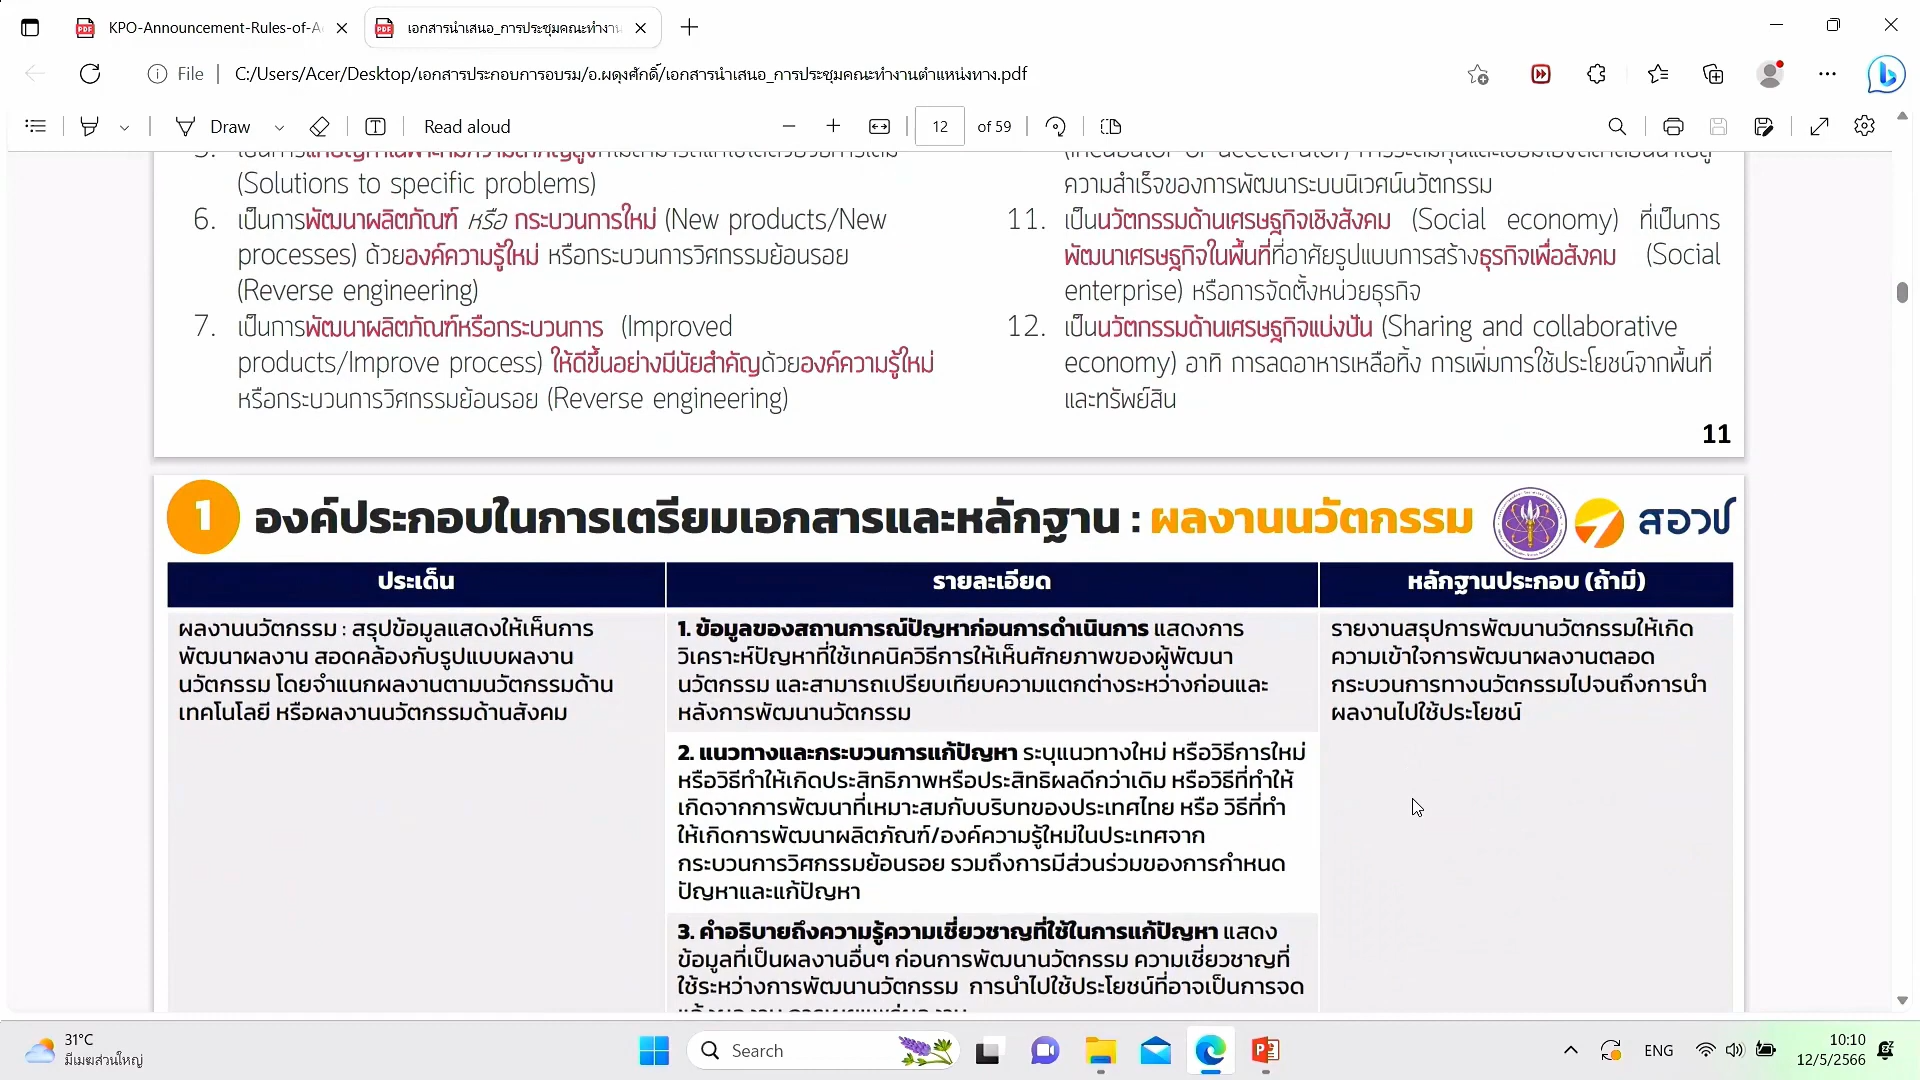 KPO-Announcement-Rules-of-A
เอกสารนำเสนอ_การประชุมคณะทำงาน
File
C:/Users/Acer/Desktop/เอกสารประกอบการอบรม/อ.ผดุงศักดิ์/เอกสารนำเสนอ_การประชุมคณะทำงานตำแหน่งทาง.pdf
Draw
Read aloud
12
of 59
(Solutions to specific problems)
6. เป็นการพัฒนาผลิตภัณฑ์ หรือ กระบวนการใหม่ (New products/New
processes) ด้วยองค์ความรู้ใหม่ หรือกระบวนการวิศกรรมย้อนรอย
(Reverse engineering)
7. เป็นการพัฒนาผลิตภัณฑ์หรือกระบวนการ (Improved
products/Improve process) ให้ดีขึ้นอย่างมีนัยสำคัญด้วยองค์ความรู้ใหม่
หรือกระบวนการวิศกรรมย้อนรอย (Reverse engineering)
ความสำเร็จของการพัฒนาระบบนิเวศน์นวัตกรรม
11. เป็นนวัตกรรมด้านเศรษฐกิจเชิงสังคม (Social economy) ที่เป็นการ
พัฒนาเศรษฐกิจในพื้นที่ที่อาศัยรูปแบบการสร้างธุรกิจเพื่อสังคม (Social
enterprise) หรือการจัดตั้งหน่วยธุรกิจ
12. เป็นนวัตกรรมด้านเศรษฐกิจแบ่งปัน (Sharing and collaborative
economy) อาทิ การลดอาหารเหลือทิ้ง การเพิ่มการใช้ประโยชน์จากพื้นที่
และทรัพย์สิน
11
1 องค์ประกอบในการเตรียมเอกสารและหลักฐาน : ผลงานนวัตกรรม
สอวช
ประเด็น
รายละเอียด
หลักฐานประกอบ (ถ้ามี)
ผลงานนวัตกรรม : สรุปข้อมูลแสดงให้เห็นการ
พัฒนาผลงาน สอดคล้องกับรูปแบบผลงาน
นวัตกรรม โดยจำแนกผลงานตามนวัตกรรมด้าน
เทคโนโลยี หรือผลงานนวัตกรรมด้านสังคม
1. ข้อมูลของสถานการณ์ปัญหาก่อนการดำเนินการ แสดงการ
วิเคราะห์ปัญหาที่ใช้เทคนิควิธีการให้เห็นศักยภาพของผู้พัฒนา
นวัตกรรม และสามารถเปรียบเทียบความแตกต่างระหว่างก่อนและ
หลังการพัฒนานวัตกรรม
2. แนวทางและกระบวนการแก้ปัญหา ระบุแนวทางใหม่ หรือวิธีการใหม่
หรือวิธีทำให้เกิดประสิทธิภาพหรือประสิทธิผลดีกว่าเดิม หรือวิธีที่ทำให้
เกิดจากการพัฒนาที่เหมาะสมกับบริบทของประเทศไทย หรือ วิธีที่ทำ
ให้เกิดการพัฒนาผลิตภัณฑ์/องค์ความรู้ใหม่ในประเทศจาก
กระบวนการวิศกรรมย้อนรอย รวมถึงการมีส่วนร่วมของการกำหนด
ปัญหาและแก้ปัญหา
3. คำอธิบายถึงความรู้ความเชี่ยวชาญที่ใช้ในการแก้ปัญหา แสดง
ข้อมูลที่เป็นผลงานอื่นๆ ก่อนการพัฒนานวัตกรรม ความเชี่ยวชาญที่
ใช้ระหว่างการพัฒนานวัตกรรม การนำไปใช้ประโยชน์ที่อาจเป็นการจด
รายงานสรุปการพัฒนานวัตกรรมให้เกิด
ความเข้าใจการพัฒนาผลงานตลอด
กระบวนการทางนวัตกรรมไปจนถึงการนำ
ผลงานไปใช้ประโยชน์
31°C
มีเมฆส่วนใหญ่
Search
ENG
10:10
12/5/2566